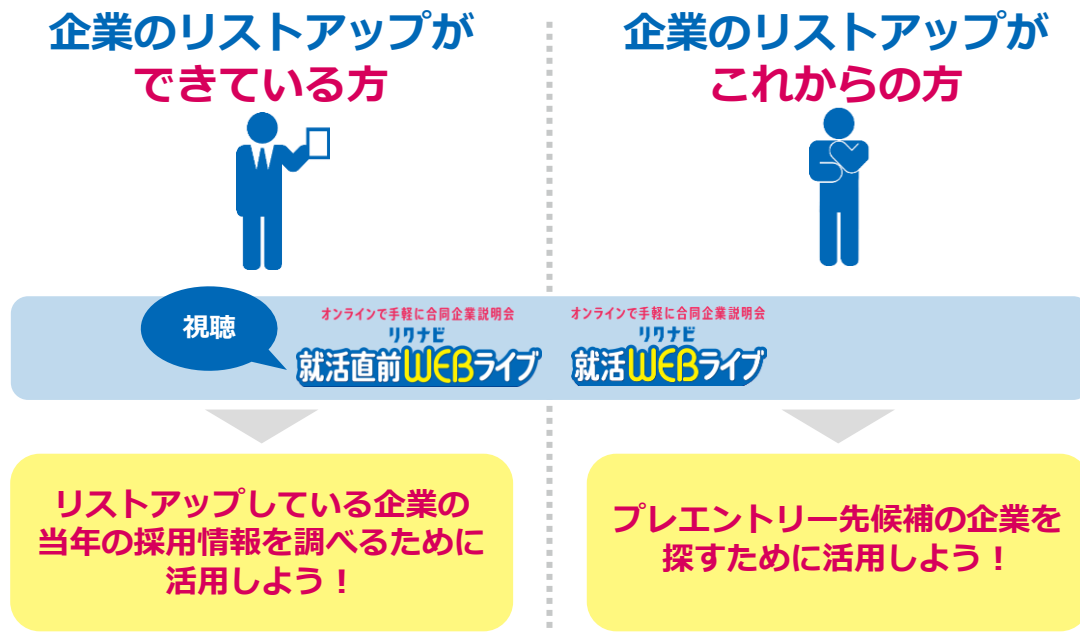 企業のリストアップが
できている方
企業のリストアップが
これからの方
視聴
オンラインで手軽に合同企業説明会
リクナビ
就活直前WEBライブ
オンラインで手軽に合同企業説明会
リクナビ
就活WEBライブ
リストアップしている企業の
当年の採用情報を調べるために
活用しよう！
プレエントリー先候補の企業を
探すために活用しよう！